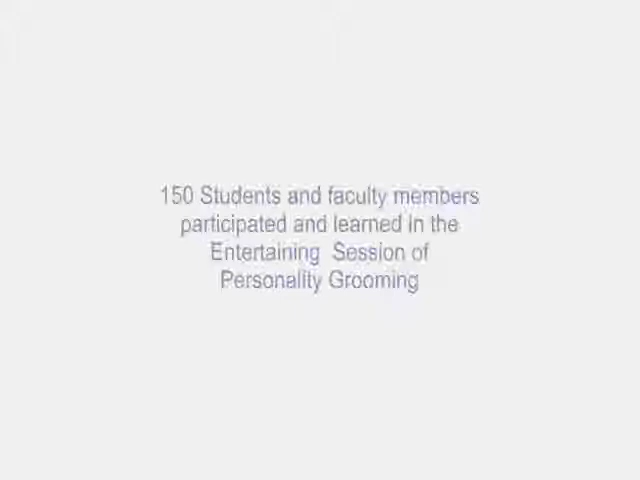 150 Students and faculty members
participated and learned in the
Entertaining  Session of
Personality Grooming